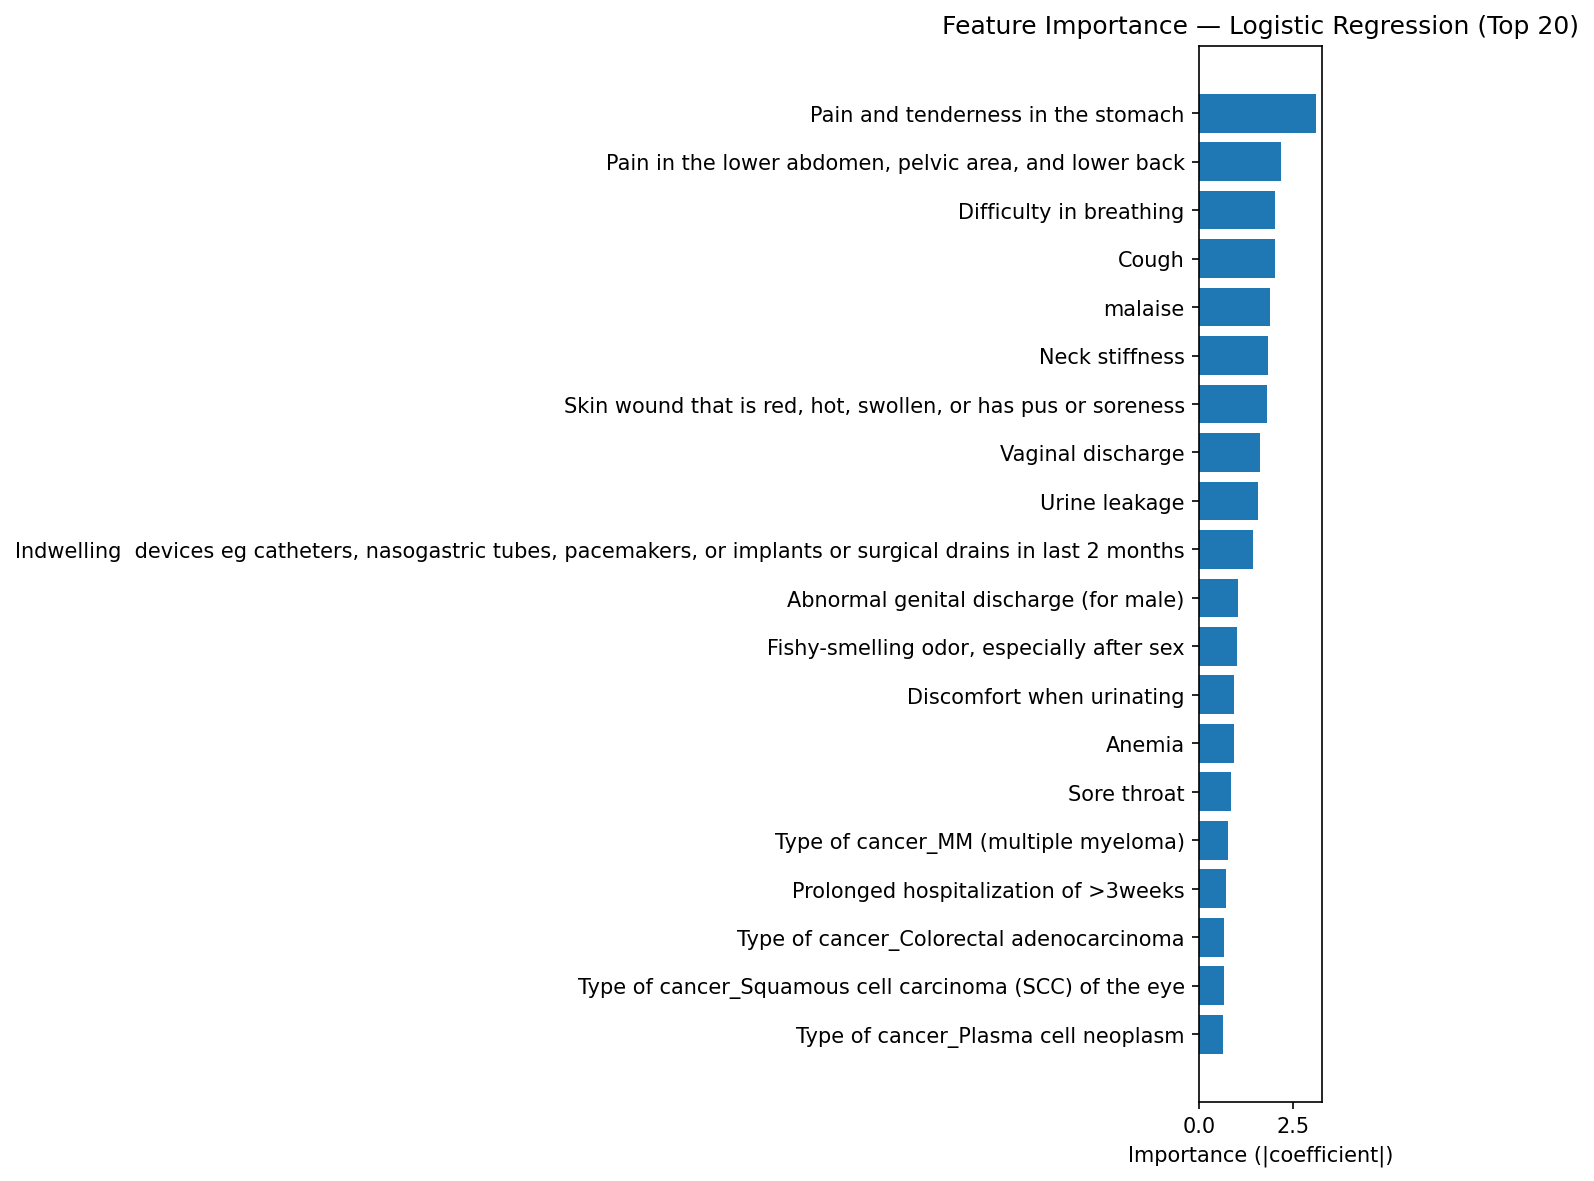 Feature Importance — Logistic Regression (Top 20)
Pain and tenderness in the stomach
Pain in the lower abdomen, pelvic area, and lower back
Difficulty in breathing
Cough
malaise
Neck stiffness
Skin wound that is red, hot, swollen, or has pus or soreness
Vaginal discharge
Urine leakage
Indwelling  devices eg catheters, nasogastric tubes, pacemakers, or implants or surgical drains in last 2 months
Abnormal genital discharge (for male)
Fishy-smelling odor, especially after sex
Discomfort when urinating
Anemia
Sore throat
Type of cancer_MM (multiple myeloma)
Prolonged hospitalization of >3weeks
Type of cancer_Colorectal adenocarcinoma
Type of cancer_Squamous cell carcinoma (SCC) of the eye
Type of cancer_Plasma cell neoplasm
0.0 2.5
Importance (|coefficient|)